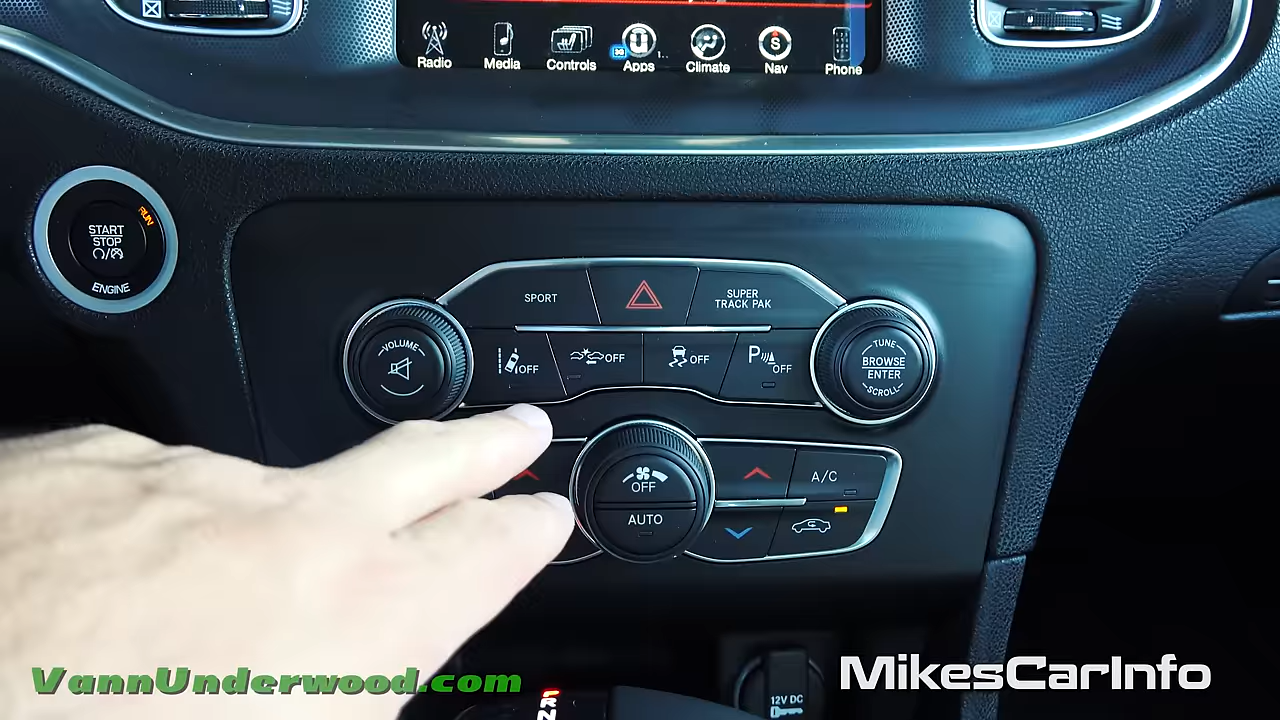 Radio Media Controls 3G Apps Climate S Nav Phone
RUN
START
STOP
ENGINE
SPORT
SUPER
TRACK PAK
VOLUME
OFF
OFF
OFF
P OFF
TUNE
BROWSE
ENTER
SCROLL
OFF
AUTO
A/C
12V DC
VannUnderwood.com
MikesCarInfo